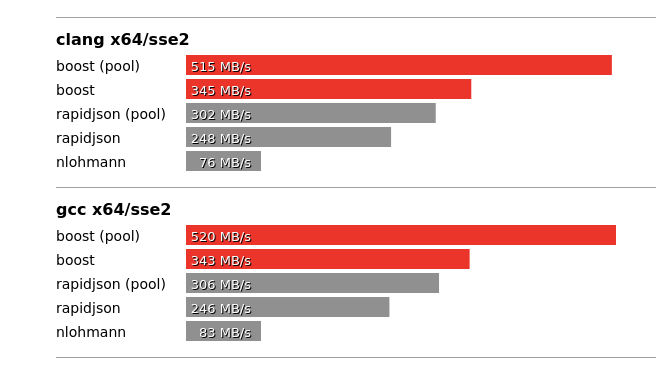 clang x64/sse2
boost (pool) 515 MB/s
boost 345 MB/s
rapidjson (pool) 302 MB/s
rapidjson 248 MB/s
nlohmann 76 MB/s
gcc x64/sse2
boost (pool) 520 MB/s
boost 343 MB/s
rapidjson (pool) 306 MB/s
rapidjson 246 MB/s
nlohmann 83 MB/s